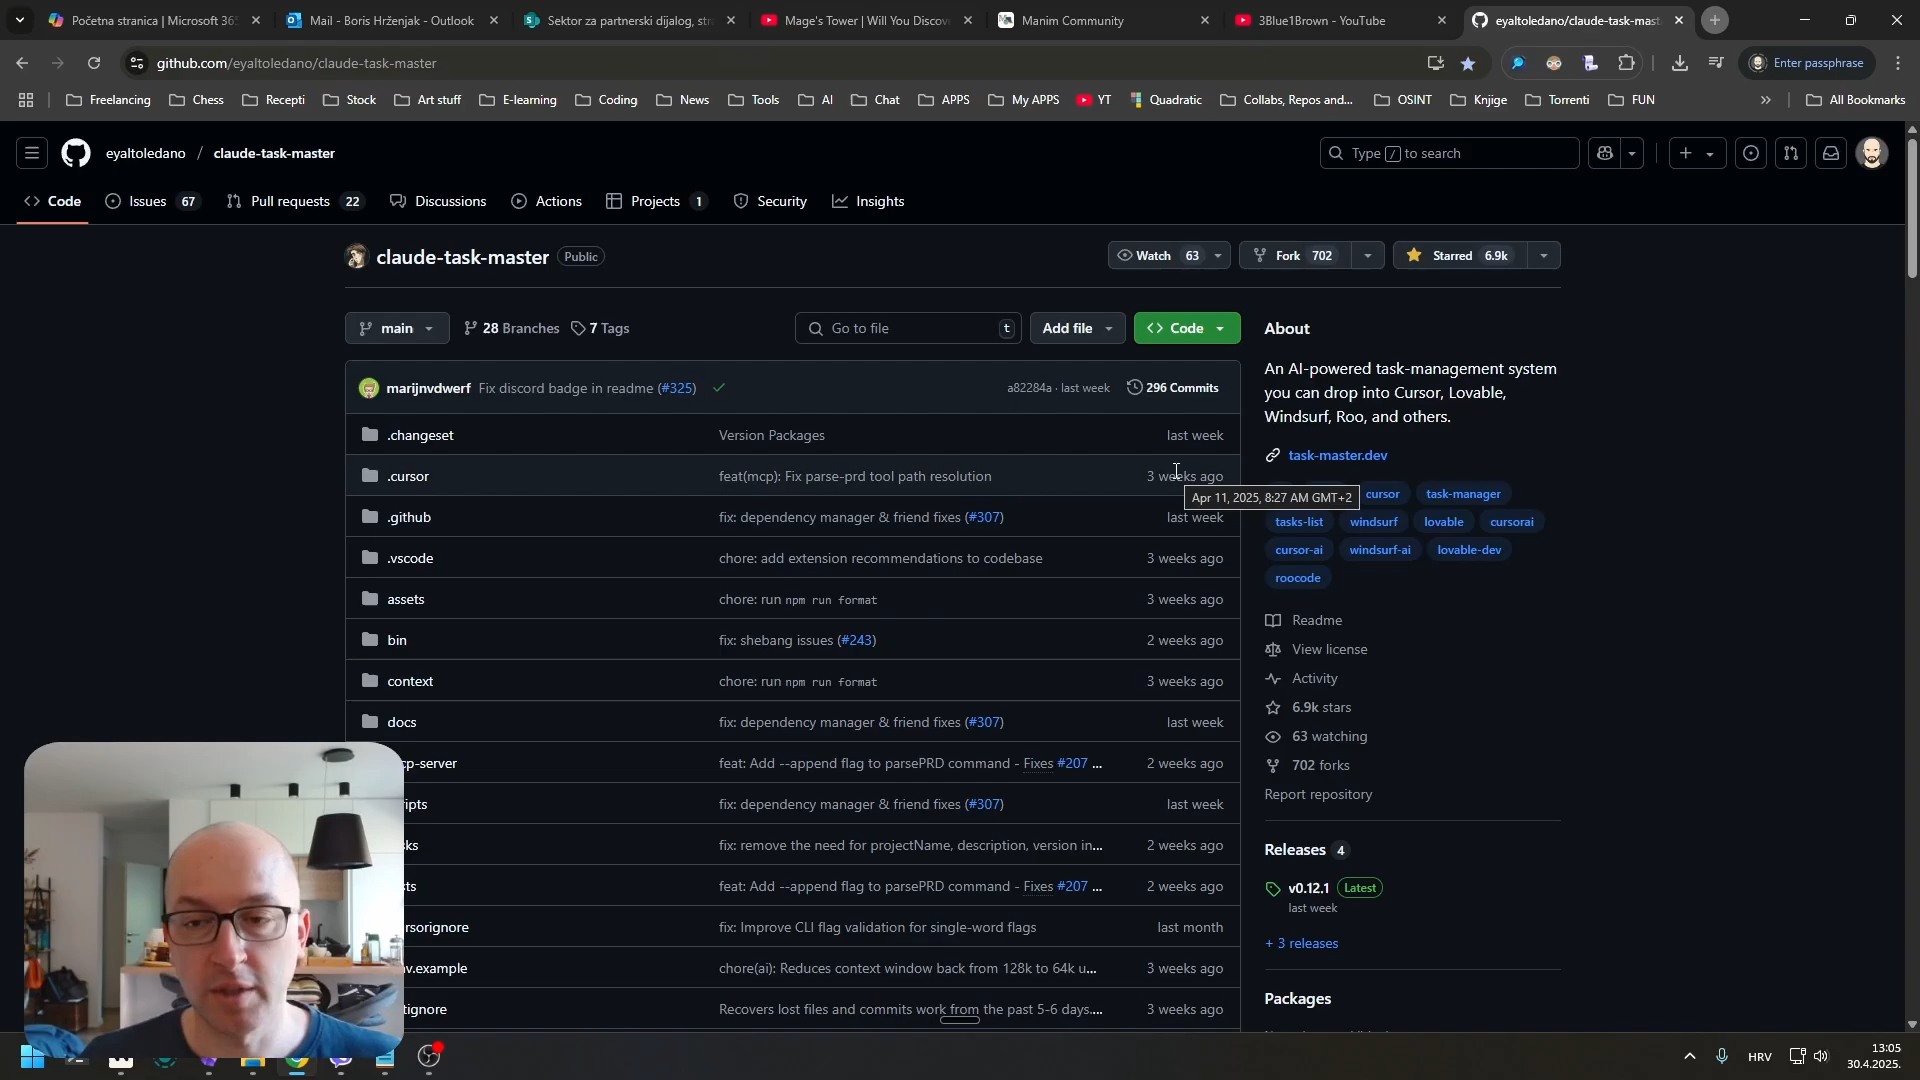 Početna stranica | Microsoft 365
Mail - Boris Hrženjak - Outlook
Sektor za partnerski dijalog, stra
Mage's Tower | Will You Discov
Manim Community
3Blue1Brown - YouTube
eyaltoledano/claude-task-mast
github.com/eyaltoledano/claude-task-master
Enter passphrase
Freelancing
Chess
Recepti
Stock
Art stuff
E-learning
Coding
News
Tools
AI
Chat
APPS
My APPS
YT
Quadratic
Collabs, Repos and...
OSINT
Knjige
Torrenti
FUN
»
All Bookmarks
eyaltoledano / claude-task-master
Type / to search
Code
Issues 67
Pull requests 22
Discussions
Actions
Projects 1
Security
Insights
claude-task-master Public
Watch 63
Fork 702
Starred 6.9k
main
28 Branches
7 Tags
Go to file t
Add file
<> Code
marijnvdwerf Fix discord badge in readme (#325)
a82284a · last week
296 Commits
.changeset Version Packages last week
.cursor feat(mcp): Fix parse-prd tool path resolution 3 weeks ago
Apr 11, 2025, 8:27 AM GMT+2
.github fix: dependency manager & friend fixes (#307) last week
.vscode chore: add extension recommendations to codebase 3 weeks ago
assets chore: run npm run format 3 weeks ago
bin fix: shebang issues (#243) 2 weeks ago
context chore: run npm run format 3 weeks ago
docs fix: dependency manager & friend fixes (#307) last week
cp-server feat: Add --append flag to parsePRD command - Fixes #207 ... 2 weeks ago
ripts fix: dependency manager & friend fixes (#307) last week
ks fix: remove the need for projectName, description, version in... 2 weeks ago
sts feat: Add --append flag to parsePRD command - Fixes #207 ... 2 weeks ago
rsorignore fix: Improve CLI flag validation for single-word flags last month
v.example chore(ai): Reduces context window back from 128k to 64k u... 3 weeks ago
tignore Recovers lost files and commits work from the past 5-6 days.... 3 weeks ago
About
An AI-powered task-management system
you can drop into Cursor, Lovable,
Windsurf, Roo, and others.
task-master.dev
cursor task-manager
tasks-list windsurf lovable cursorai
cursor-ai windsurf-ai lovable-dev
roocode
Readme
View license
Activity
6.9k stars
63 watching
702 forks
Report repository
Releases 4
v0.12.1 Latest
last week
+ 3 releases
Packages
HRV
13:05
30.4.2025.